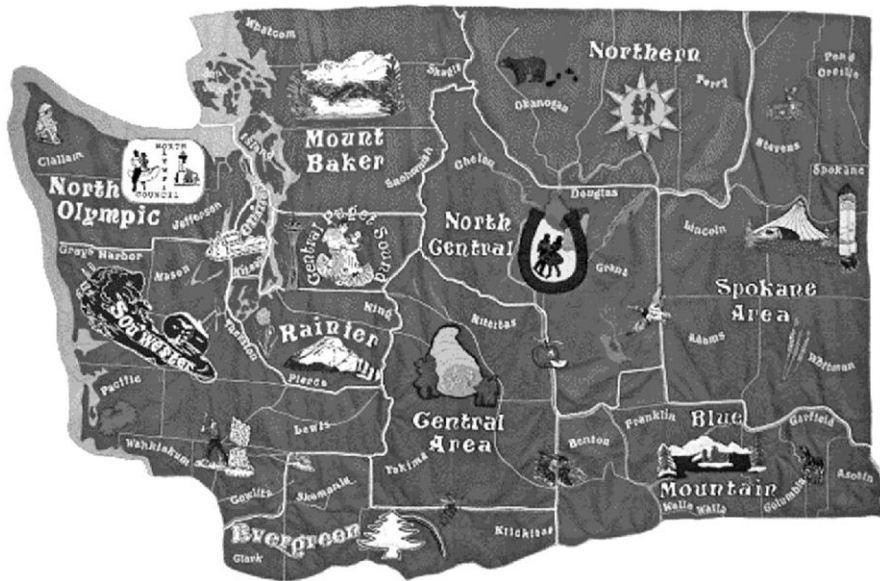 Whatcom
Skagit
Mount
Baker
Snohomish
Island
Clallam
NORTH
OLYMPIC
COUNCIL
North
Olympic
Jefferson
Grays Harbor
Mason
Kitsap
Central Puget Sound
King
Sou'wester
Thurston
Rainier
Pierce
Pacific
Lewis
Wahkiakum
Cowlitz
Skamania
Evergreen
Clark
Northern
Okanogan
Ferry
Pend
Oreille
Stevens
Chelan
Douglas
North
Central
Grant
Kittitas
Central
Area
Yakima
Klickitat
Benton
Spokane
Lincoln
Spokane
Area
Adams
Whitman
Franklin
Blue
Mountain
Garfield
Columbia
Asotin
Walla Walla